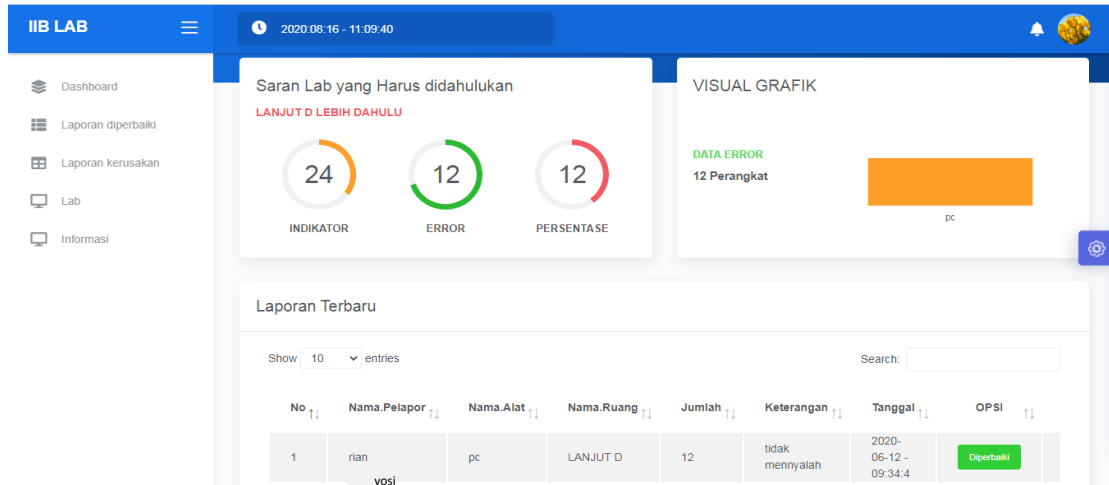 IIB LAB
2020:08:16 - 11:09:40
Dashboard
Laporan diperbaiki
Laporan kerusakan
Lab
Informasi
Saran Lab yang Harus didahulukan
LANJUT D LEBIH DAHULU
24
12
12
INDIKATOR
ERROR
PERSENTASE
VISUAL GRAFIK
DATA ERROR
12 Perangkat
pc
Laporan Terbaru
Show 10 entries
Search:
No Nama.Pelapor Nama.Alat Nama.Ruang Jumlah Keterangan Tanggal OPSI
1 rian pc LANJUT D 12 tidak mennyalah 2020-06-12 - 09:34:4 Diperbaiki
yosi